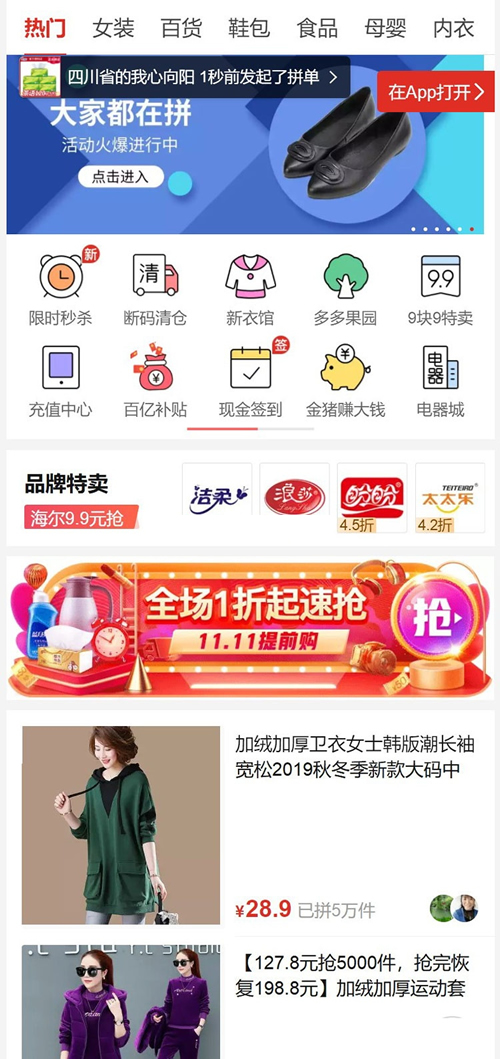 热门 女装 百货 鞋包 食品 母婴 内衣
四川省的我心向阳 1秒前发起了拼单
在App打开
大家都在拼
活动火爆进行中
点击进入
新
清
9.9
限时秒杀 断码清仓 新衣馆 多多果园 9块9特卖
签
电器
充值中心 百亿补贴 现金签到 金猪赚大钱 电器城
品牌特卖
海尔9.9元抢
洁柔
浪莎
LangSha
盼盼
4.5折
TEITEIRO
太太乐
4.2折
全场1折起速抢
11.11提前购
抢
加绒加厚卫衣女士韩版潮长袖
宽松2019秋冬季新款大码中
¥28.9 已拼5万件
【127.8元抢5000件，抢完恢
复198.8元】加绒加厚运动套